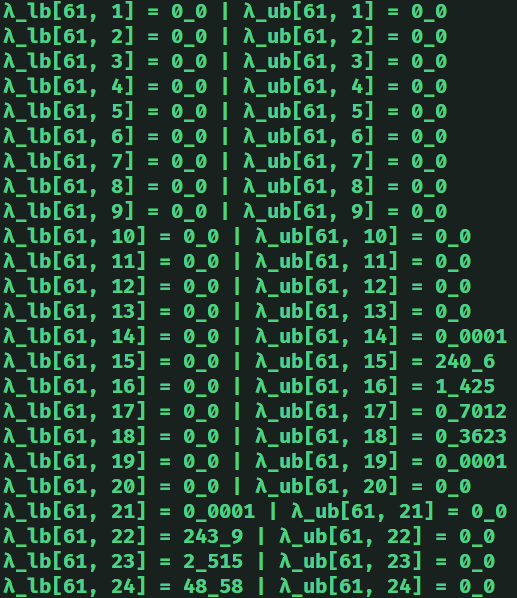 λ_lb[61, 1] = 0_0 | λ_ub[61, 1] = 0_0
λ_lb[61, 2] = 0_0 | λ_ub[61, 2] = 0_0
λ_lb[61, 3] = 0_0 | λ_ub[61, 3] = 0_0
λ_lb[61, 4] = 0_0 | λ_ub[61, 4] = 0_0
λ_lb[61, 5] = 0_0 | λ_ub[61, 5] = 0_0
λ_lb[61, 6] = 0_0 | λ_ub[61, 6] = 0_0
λ_lb[61, 7] = 0_0 | λ_ub[61, 7] = 0_0
λ_lb[61, 8] = 0_0 | λ_ub[61, 8] = 0_0
λ_lb[61, 9] = 0_0 | λ_ub[61, 9] = 0_0
λ_lb[61, 10] = 0_0 | λ_ub[61, 10] = 0_0
λ_lb[61, 11] = 0_0 | λ_ub[61, 11] = 0_0
λ_lb[61, 12] = 0_0 | λ_ub[61, 12] = 0_0
λ_lb[61, 13] = 0_0 | λ_ub[61, 13] = 0_0
λ_lb[61, 14] = 0_0 | λ_ub[61, 14] = 0_0001
λ_lb[61, 15] = 0_0 | λ_ub[61, 15] = 240_6
λ_lb[61, 16] = 0_0 | λ_ub[61, 16] = 1_425
λ_lb[61, 17] = 0_0 | λ_ub[61, 17] = 0_7012
λ_lb[61, 18] = 0_0 | λ_ub[61, 18] = 0_3623
λ_lb[61, 19] = 0_0 | λ_ub[61, 19] = 0_0001
λ_lb[61, 20] = 0_0 | λ_ub[61, 20] = 0_0
λ_lb[61, 21] = 0_0001 | λ_ub[61, 21] = 0_0
λ_lb[61, 22] = 243_9 | λ_ub[61, 22] = 0_0
λ_lb[61, 23] = 2_515 | λ_ub[61, 23] = 0_0
λ_lb[61, 24] = 48_58 | λ_ub[61, 24] = 0_0